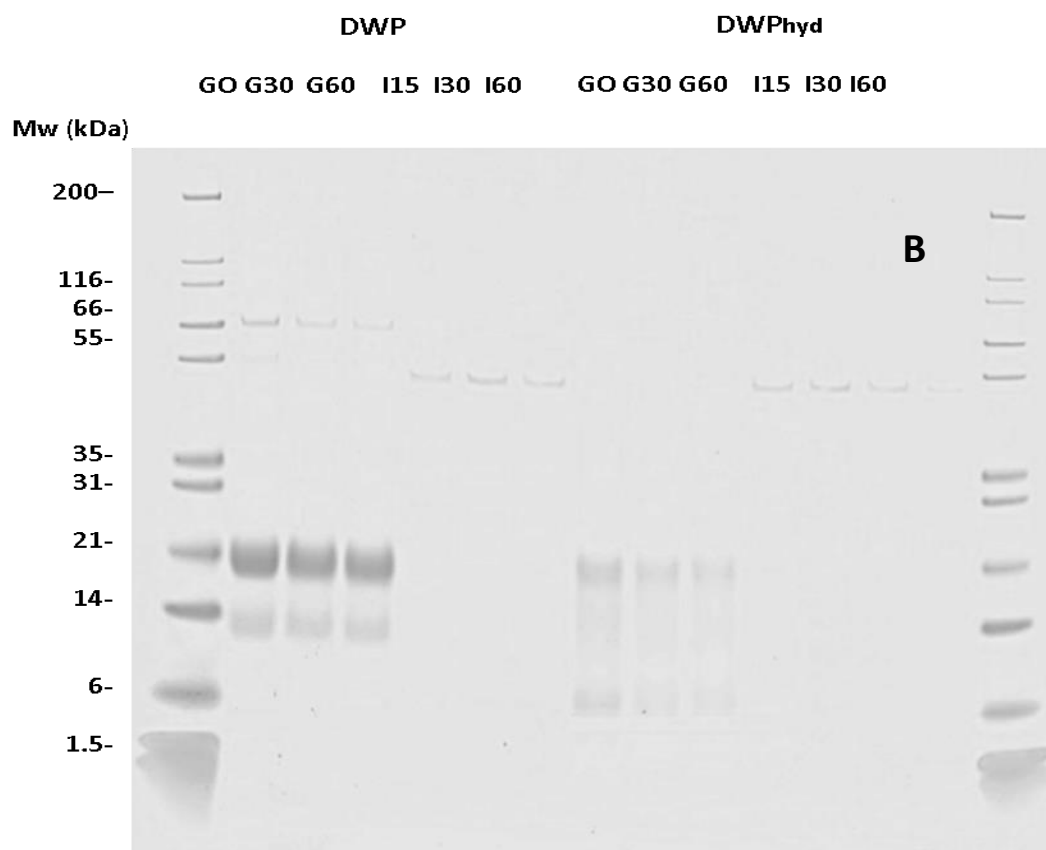 DWP DWPhyd
GO G30 G60 I15 I30 I60 GO G30 G60 I15 I30 I60
Mw (kDa)
200–
B
116-
66-
55-
35-
31-
21-
14-
6-
1.5-